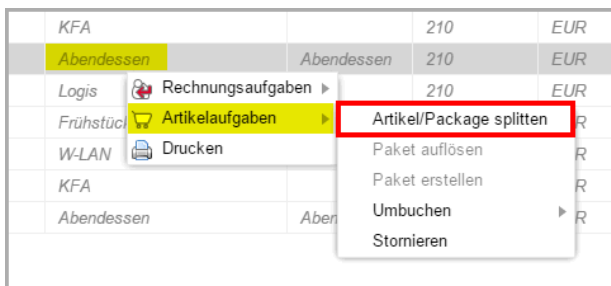 KFA 210 EUR
Abendessen Abendessen 210 EUR
Logis Rechnungsaufgaben 210 EUR
Artikelaufgaben Artikel/Package splitten
W-LAN Drucken Paket auflösen R
KFA Paket erstellen R
Abendessen Umbuchen R
Stornieren